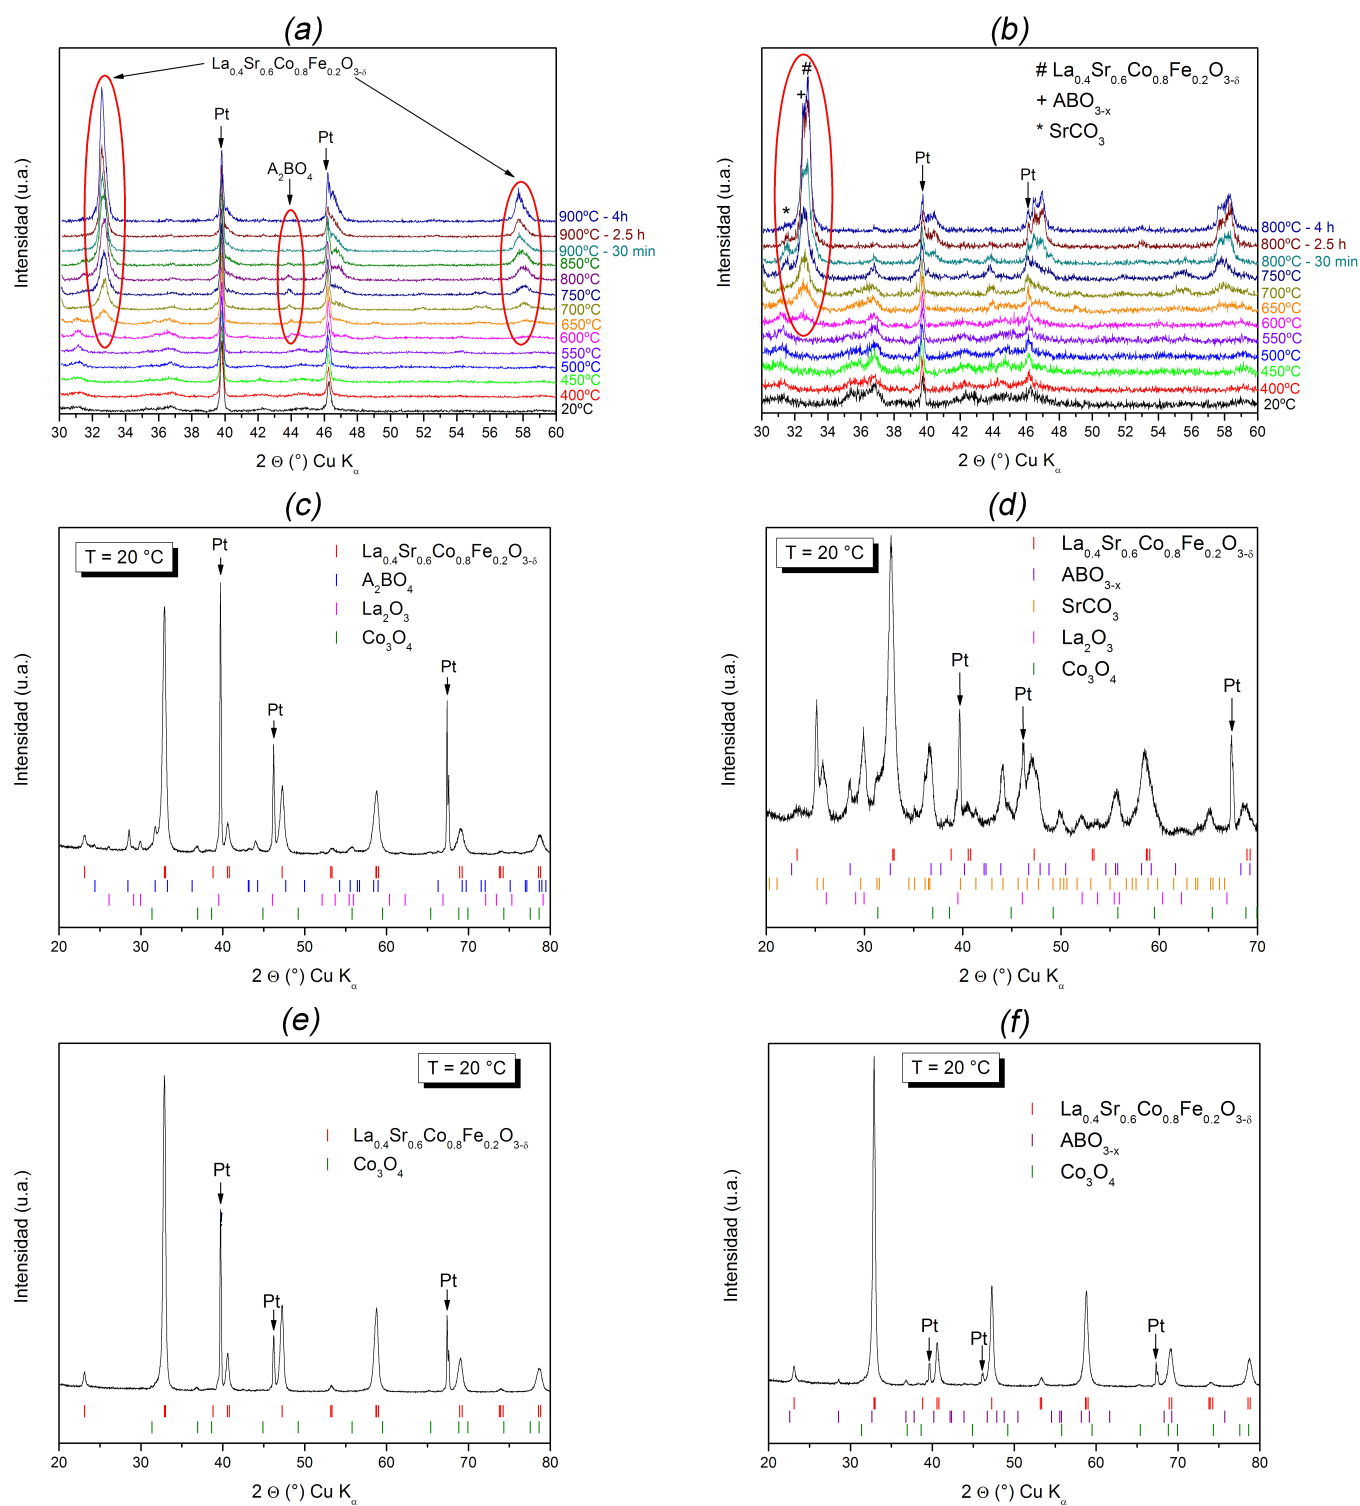 (a)
La0.4Sr0.6Co0.8Fe0.2O3-δ
Pt
Pt
A2BO4
900ºC - 4h
900ºC - 2.5 h
900ºC - 30 min
850ºC
800ºC
750ºC
700ºC
650ºC
600ºC
550ºC
500ºC
450ºC
400ºC
20ºC
Intensidad (u.a.)
30 32 34 36 38 40 42 44 46 48 50 52 54 56 58 60
2 Θ (°) Cu Kα
(b)
# La0.4Sr0.6Co0.8Fe0.2O3-δ
+ ABO3-x
* SrCO3
#
+
*
Pt
Pt
800ºC - 4h
800ºC - 2.5 h
800ºC - 30 min
750ºC
700ºC
650ºC
600ºC
550ºC
500ºC
450ºC
400ºC
20ºC
Intensidad (u.a.)
30 32 34 36 38 40 42 44 46 48 50 52 54 56 58 60
2 Θ (°) Cu Kα
(c)
T = 20 °C
Pt
La0.4Sr0.6Co0.8Fe0.2O3-δ
A2BO4
La2O3
Co3O4
Pt
Pt
Intensidad (u.a.)
20 30 40 50 60 70 80
2 Θ (°) Cu Kα
(d)
T = 20 °C
La0.4Sr0.6Co0.8Fe0.2O3-δ
ABO3-x
SrCO3
La2O3
Co3O4
Pt
Pt
Pt
Intensidad (u.a.)
20 30 40 50 60 70
2 Θ (°) Cu Kα
(e)
T = 20 °C
La0.4Sr0.6Co0.8Fe0.2O3-δ
Co3O4
Pt
Pt
Pt
Intensidad (u.a.)
20 30 40 50 60 70 80
2 Θ (°) Cu Kα
(f)
T = 20 °C
La0.4Sr0.6Co0.8Fe0.2O3-δ
ABO3-x
Co3O4
Pt
Pt
Pt
Intensidad (u.a.)
20 30 40 50 60 70 80
2 Θ (°) Cu Kα